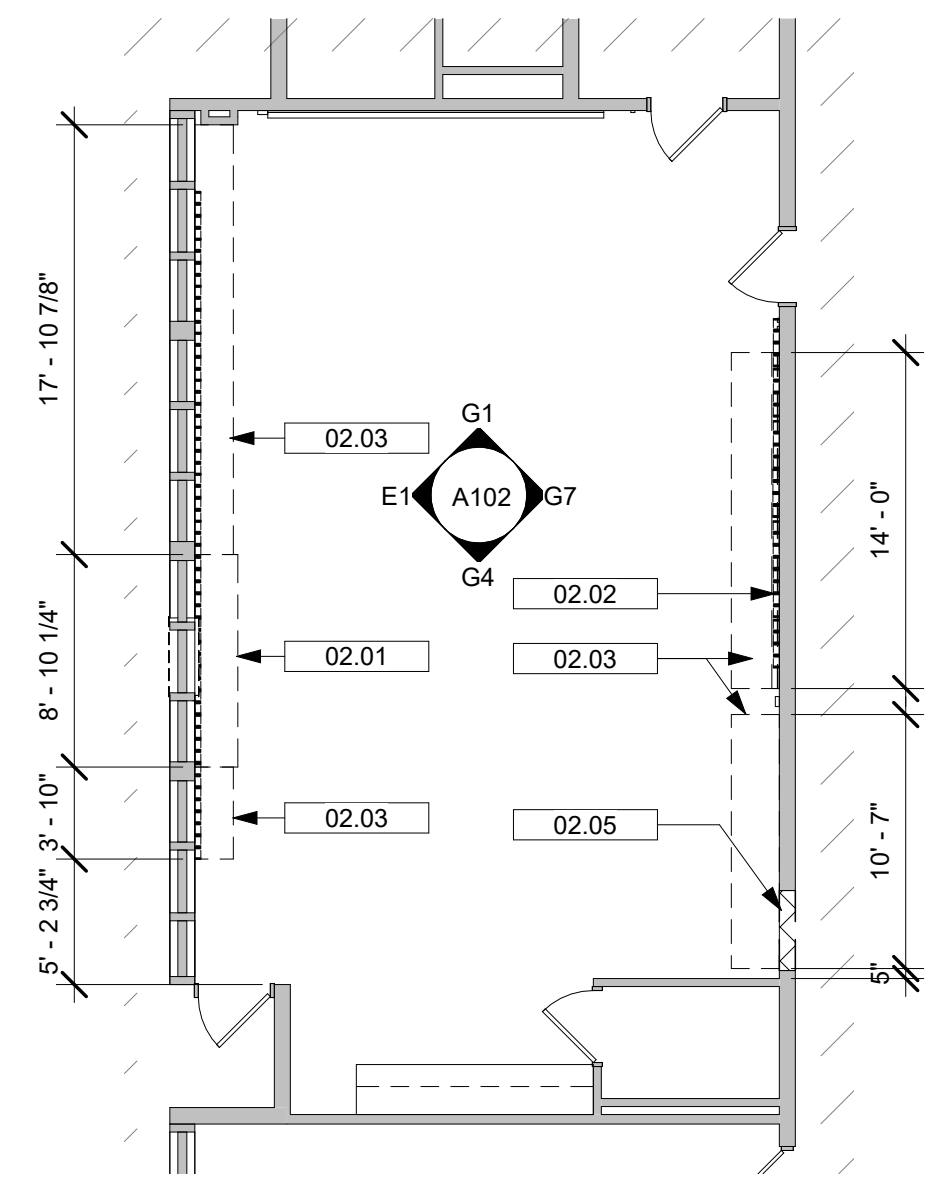 17' - 10 7/8"
8' - 10 1/4"
3' - 10"
5' - 2 3/4"
02.03
02.01
02.03
G1
E1 A102 G7
G4
02.02
02.03
02.05
14' - 0"
10' - 7"
5"